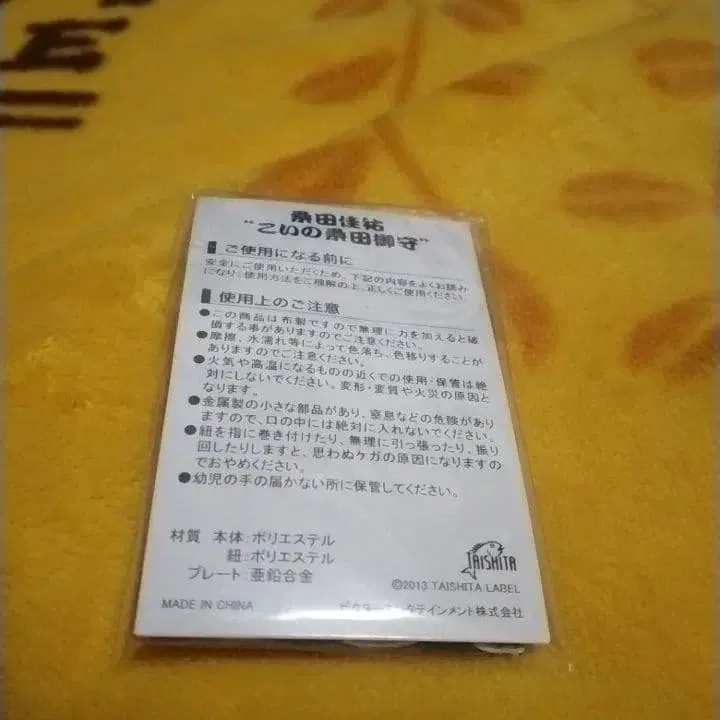 桑田佳祐
"こいの桑田御守"
ご使用になる前に
安全にご使用いただくため、下記の内容をよくお読み
になり、使用方法をご理解の上、正しくご使用ください。
使用上のご注意
●この商品は布製ですので無理に力を加えると破
損する事がありますのでご注意ください。
●摩擦、水濡れ等によって色落ち、色移りすることが
ありますのでご注意ください。
●火気や高温になるものの近くでの使用・保管は絶
対にしないでください。変形・変質や火災の原因と
なります。
●金属製の小さな部品があり、窒息などの危険があり
ますので、口の中には絶対に入れないでください。
●紐を指に巻き付けたり、無理に引っ張ったり、振り
回したりしますと、思わぬケガの原因になりますの
でおやめください。
●幼児の手の届かない所に保管してください。
材質 本体:ポリエステル
紐:ポリエステル
プレート:亜鉛合金
TAISHITA
©2013 TAISHITA LABEL
MADE IN CHINA
ビクターエンタテインメント株式会社